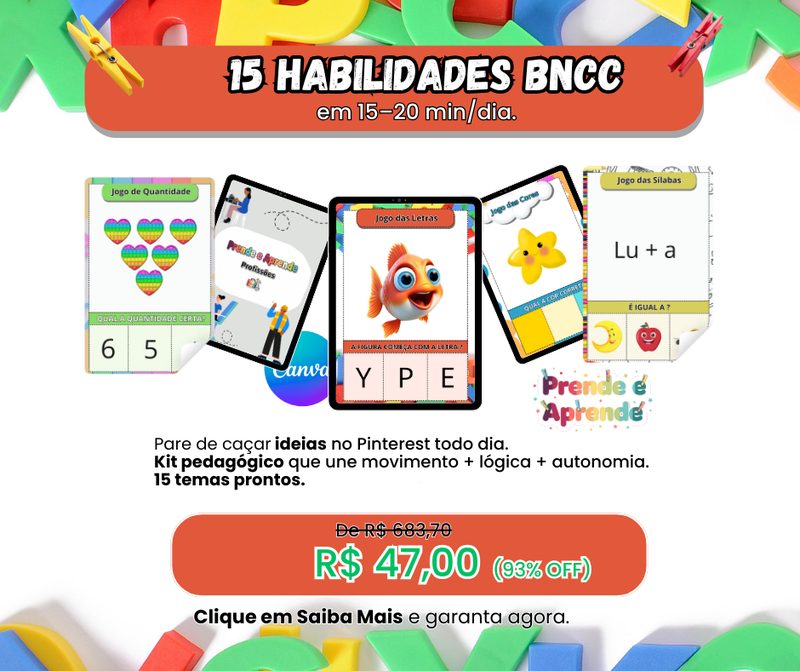 15 HABILIDADES BNCC
em 15–20 min/dia.
Jogo de Quantidade
QUAL A QUANTIDADE CERTA?
6 5
Prende e Aprende
Profissões
Jogo das Letras
A FIGURA COMEÇA COM A LETRA ?
Y P E
Jogo das Cores
QUAL A COR CORRET
Jogo das Sílabas
Lu + a
É IGUAL A ?
Canva
Prende e
Aprende
Pare de caçar ideias no Pinterest todo dia.
Kit pedagógico que une movimento + lógica + autonomia.
15 temas prontos.
De R$ 683,70
R$ 47,00 (93% OFF)
Clique em Saiba Mais e garanta agora.